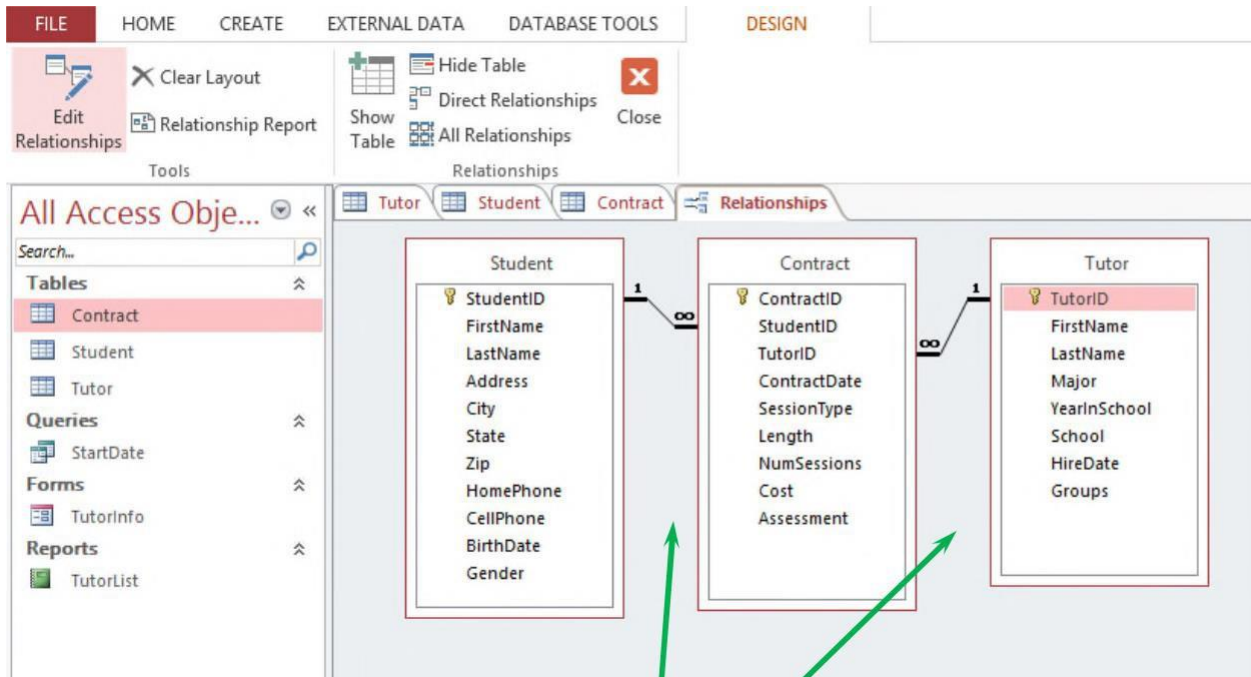 FILE HOME CREATE EXTERNAL DATA DATABASE TOOLS DESIGN
Edit Relationships
Clear Layout
Relationship Report
Tools
Show Table
Hide Table
Direct Relationships
All Relationships
Close
Relationships
All Access Obje...
Search...
Tables
Contract
Student
Tutor
Queries
StartDate
Forms
TutorInfo
Reports
TutorList
Tutor Student Contract Relationships
Student
StudentID
FirstName
LastName
Address
City
State
Zip
HomePhone
CellPhone
BirthDate
Gender
1
∞
Contract
ContractID
StudentID
TutorID
ContractDate
SessionType
Length
NumSessions
Cost
Assessment
∞
1
Tutor
TutorID
FirstName
LastName
Major
YearInSchool
School
HireDate
Groups